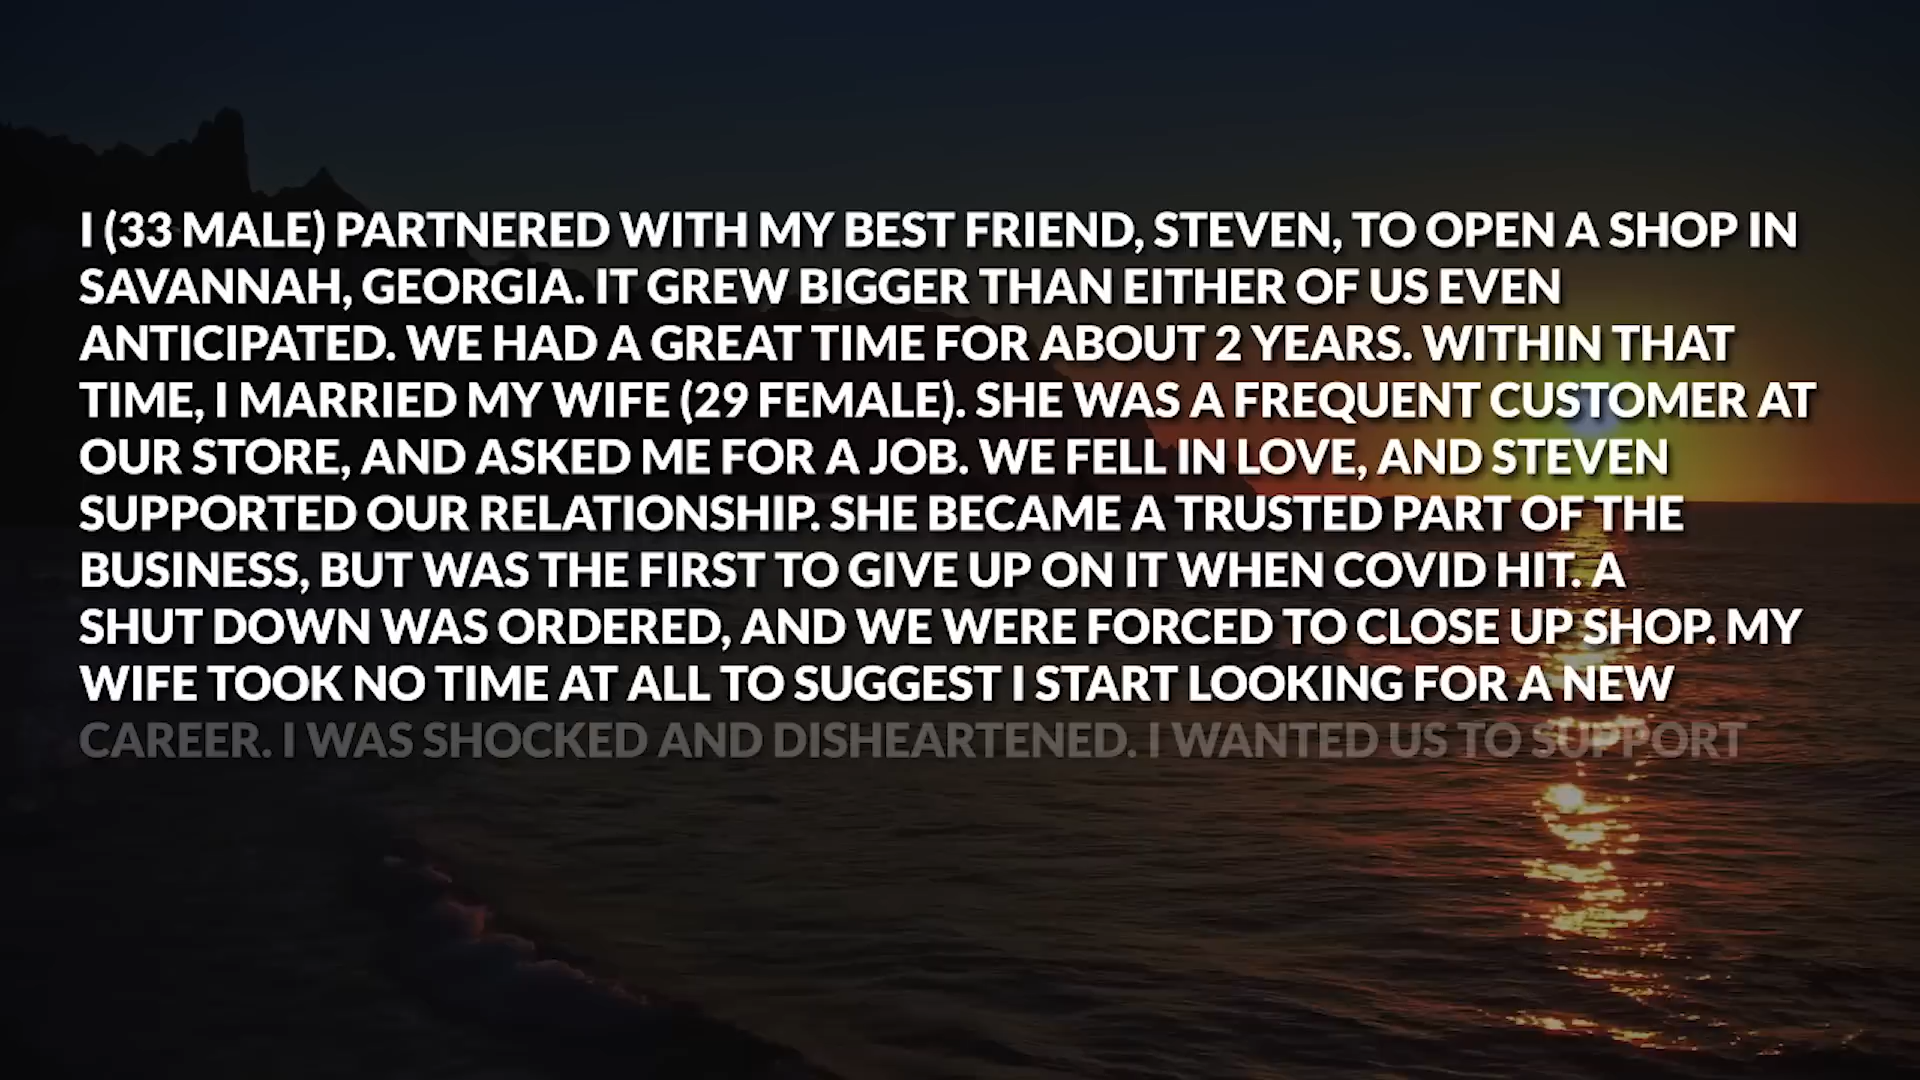 I (33 MALE) PARTNERED WITH MY BEST FRIEND, STEVEN, TO OPEN A SHOP IN
SAVANNAH, GEORGIA. IT GREW BIGGER THAN EITHER OF US EVEN
ANTICIPATED. WE HAD A GREAT TIME FOR ABOUT 2 YEARS. WITHIN THAT
TIME, I MARRIED MY WIFE (29 FEMALE). SHE WAS A FREQUENT CUSTOMER AT
OUR STORE, AND ASKED ME FOR A JOB. WE FELL IN LOVE, AND STEVEN
SUPPORTED OUR RELATIONSHIP. SHE BECAME A TRUSTED PART OF THE
BUSINESS, BUT WAS THE FIRST TO GIVE UP ON IT WHEN COVID HIT. A
SHUT DOWN WAS ORDERED, AND WE WERE FORCED TO CLOSE UP SHOP. MY
WIFE TOOK NO TIME AT ALL TO SUGGEST I START LOOKING FOR A NEW
CAREER. I WAS SHOCKED AND DISHEARTENED. I WANTED US TO SUPPORT